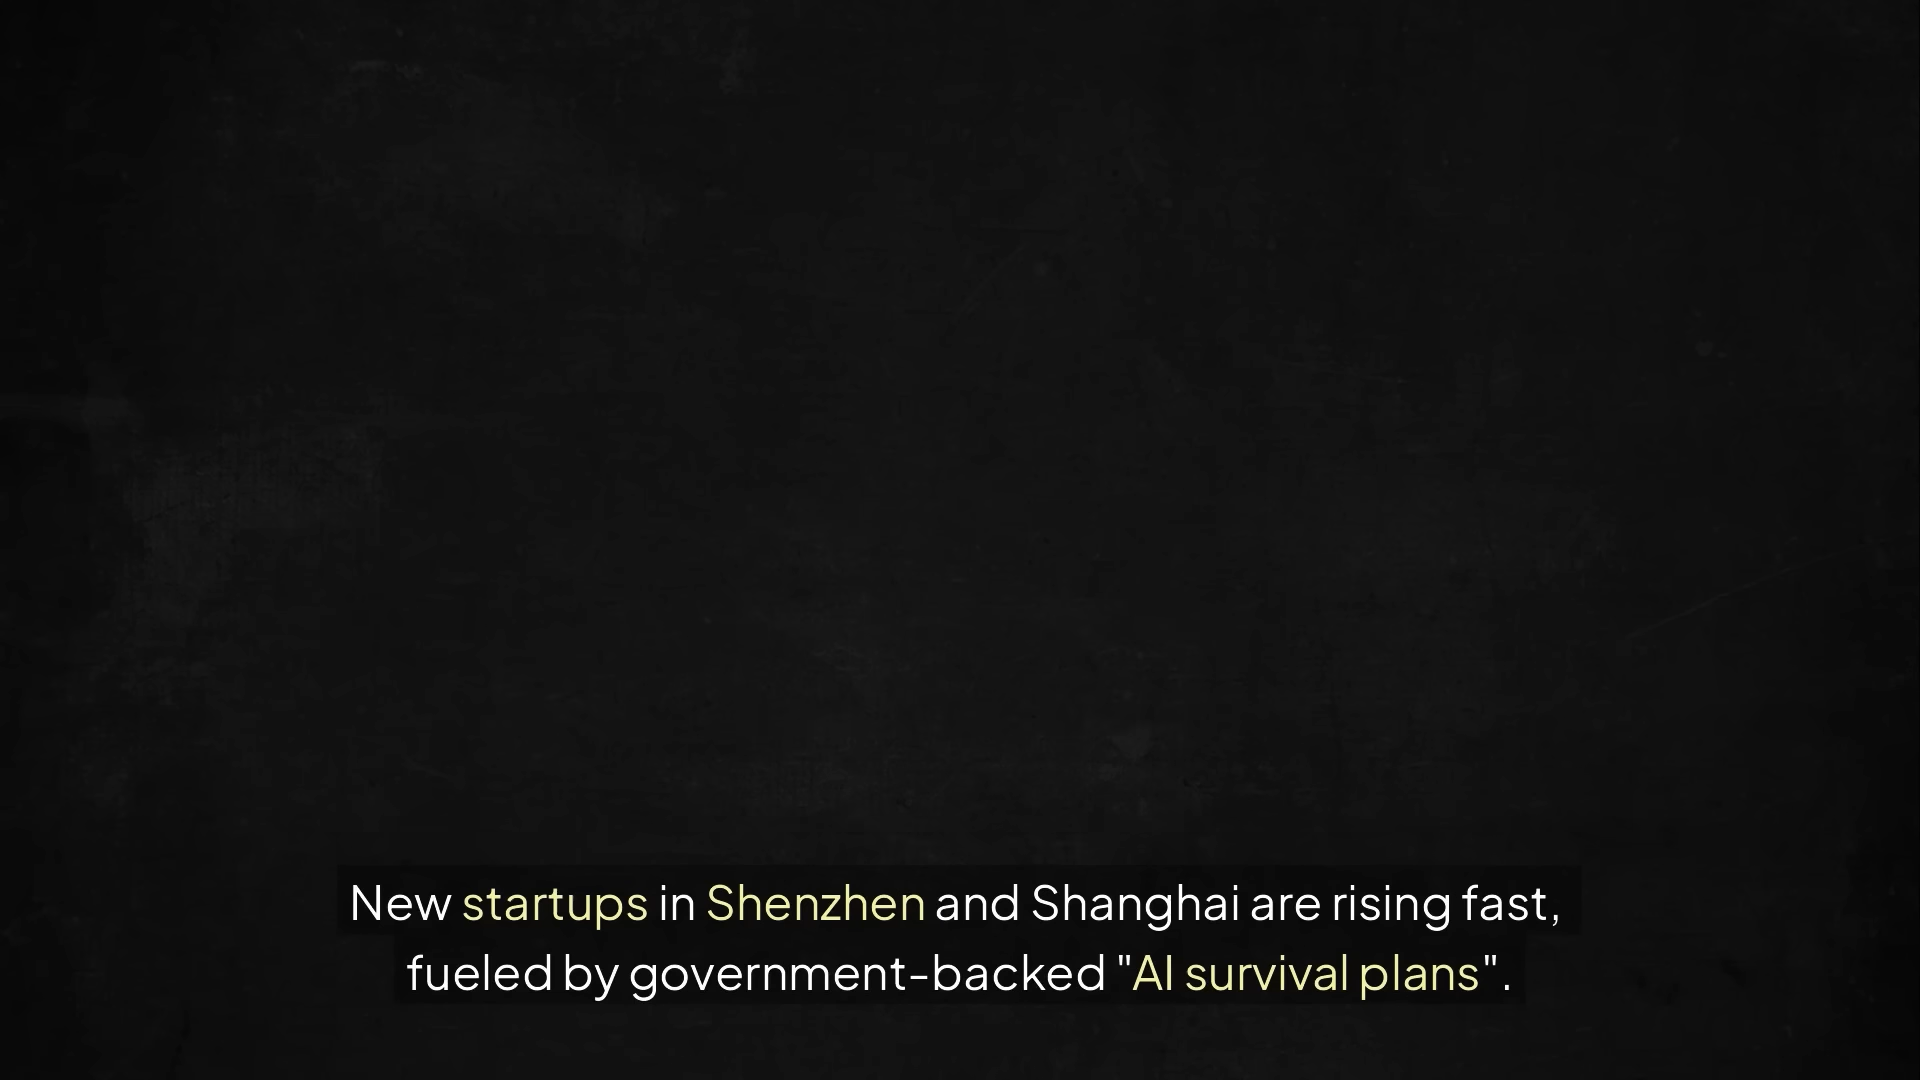 New startups in Shenzhen and Shanghai are rising fast,
fueled by government-backed "AI survival plans".